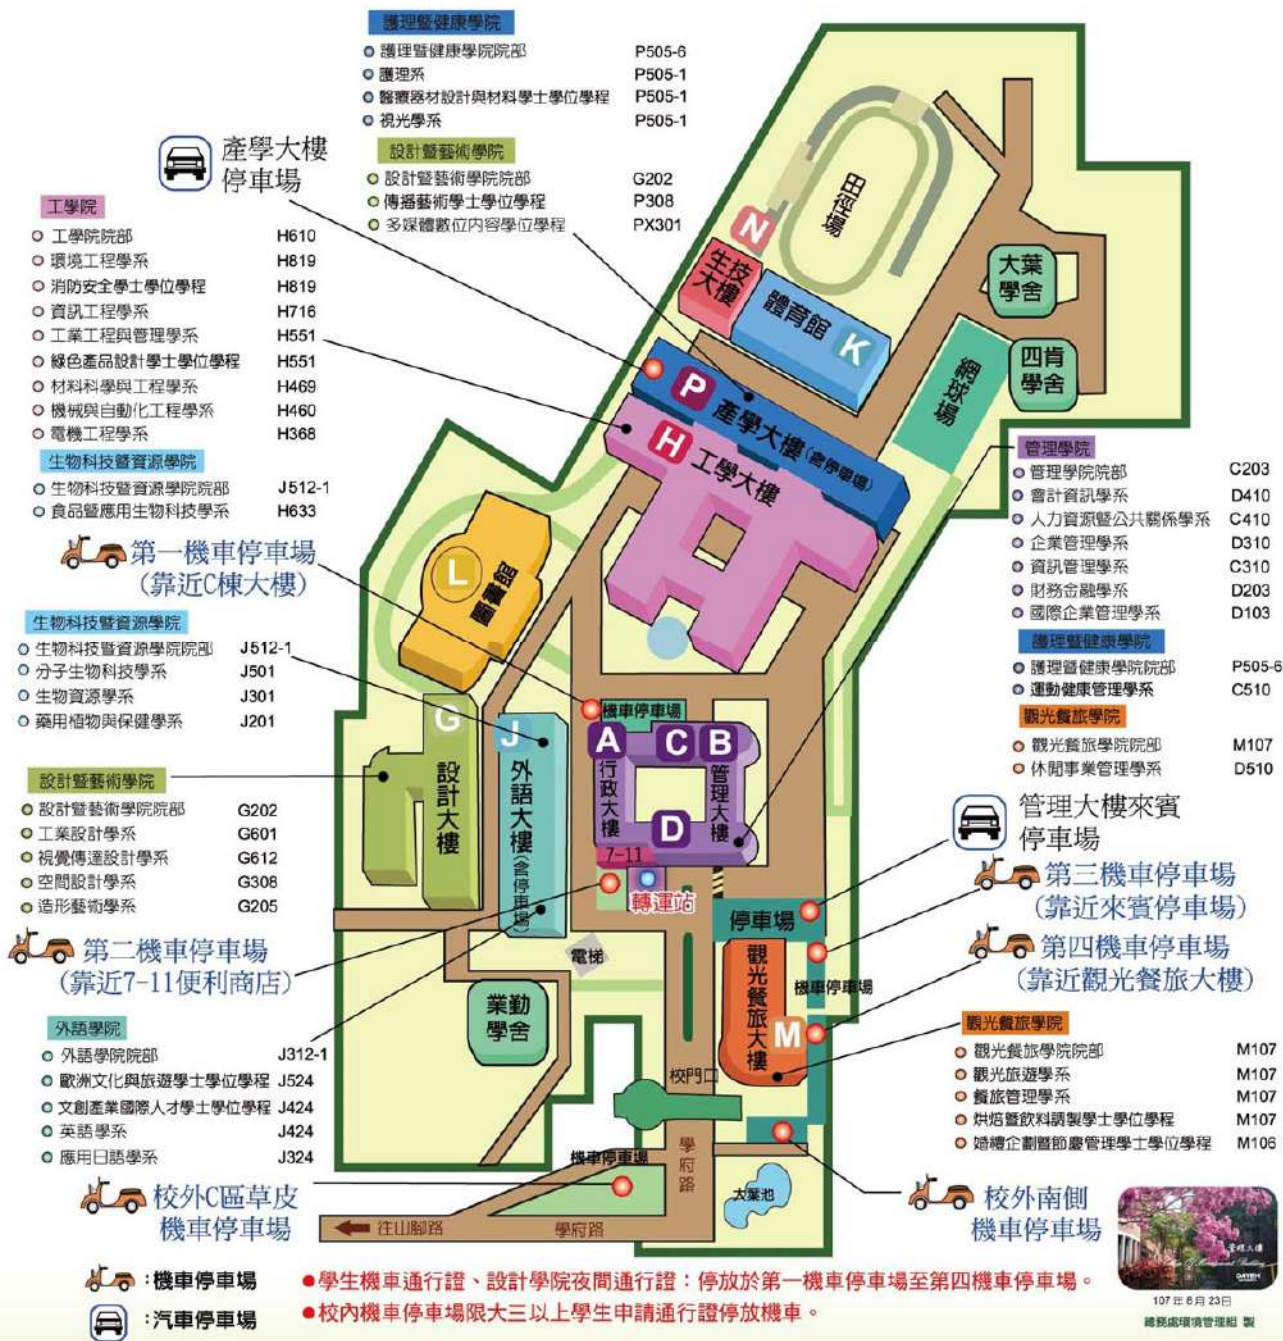 護理暨健康學院
護理暨健康學院院部 P505-6
護理系 P505-1
醫療器材設計與材料學士學位學程 P505-1
視光學系 P505-1
設計暨藝術學院
設計暨藝術學院院部 G202
傳播藝術學士學位學程 P308
多媒體數位內容學位學程 PX301
產學大樓
停車場
工學院
工學院院部 H610
環境工程學系 H819
消防安全學士學位學程 H819
資訊工程學系 H716
工業工程與管理學系 H551
綠色產品設計學士學位學程 H551
材料科學與工程學系 H469
機械與自動化工程學系 H460
電機工程學系 H368
生物科技暨資源學院
生物科技暨資源學院院部 J512-1
食品暨應用生物科技學系 H633
第一機車停車場
(靠近C棟大樓)
生物科技暨資源學院
生物科技暨資源學院院部 J512-1
分子生物科技學系 J501
生物資源學系 J301
藥用植物與保健學系 J201
設計暨藝術學院
設計暨藝術學院院部 G202
工業設計學系 G601
視覺傳達設計學系 G612
空間設計學系 G308
造形藝術學系 G205
第二機車停車場
(靠近7-11便利商店)
外語學院
外語學院院部 J312-1
歐洲文化與旅遊學士學位學程 J524
文創產業國際人才學士學位學程 J424
英語學系 J424
應用日語學系 J324
校外C區草皮
機車停車場
田徑場
N
生技大樓
體育館
K
大葉學舍
四肯學舍
網球場
P
產學大樓(含停車場)
H
工學大樓
L
圖書館
G
設計大樓
J
外語大樓(含停車場)
機車停車場
A
C
B
行政大樓
管理大樓
D
7-11
轉運站
停車場
電梯
業勤學舍
觀光餐旅大樓
M
機車停車場
校門口
機車停車場
學府路
大葉池
往山腳路
學府路
管理學院
管理學院院部 C203
會計資訊學系 D410
人力資源暨公共關係學系 C410
企業管理學系 D310
資訊管理學系 C310
財務金融學系 D203
國際企業管理學系 D103
護理暨健康學院
護理暨健康學院院部 P505-6
運動健康管理學系 C510
觀光餐旅學院
觀光餐旅學院院部 M107
休閒事業管理學系 D510
管理大樓來賓
停車場
第三機車停車場
(靠近來賓停車場)
第四機車停車場
(靠近觀光餐旅大樓)
觀光餐旅學院
觀光餐旅學院院部 M107
觀光旅遊學系 M107
餐旅管理學系 M107
烘焙暨飲料調製學士學位學程 M107
婚禮企劃暨節慶管理學士學位學程 M106
校外南側
機車停車場
:機車停車場
:汽車停車場
●學生機車通行證、設計學院夜間通行證：停放於第一機車停車場至第四機車停車場。
●校內機車停車場限大三以上學生申請通行證停放機車。
管理大樓
DAYEH
107年8月23日
總務處環境管理組 製